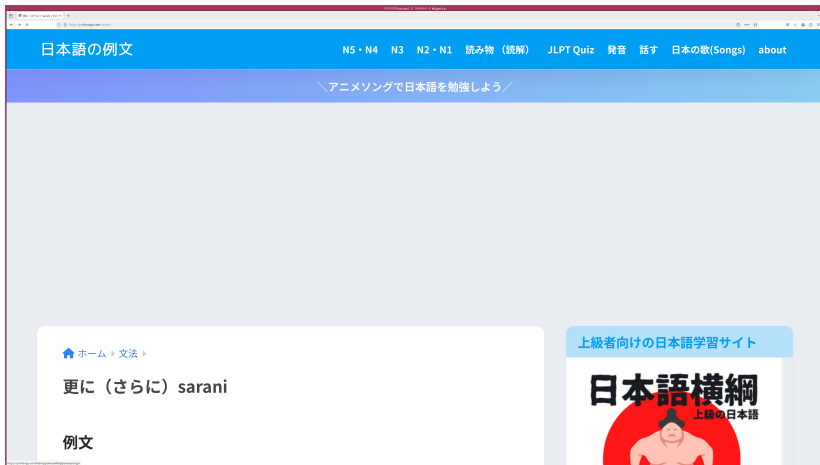 日本語の例文
N5・N4 N3 N2・N1 読み物 （読解） JLPT Quiz 発音 話す 日本の歌(Songs) about
＼アニメソングで日本語を勉強しよう／
ホーム 文法
更に（さらに）sarani
例文
上級者向けの日本語学習サイト
日本語横綱
上級の日本語